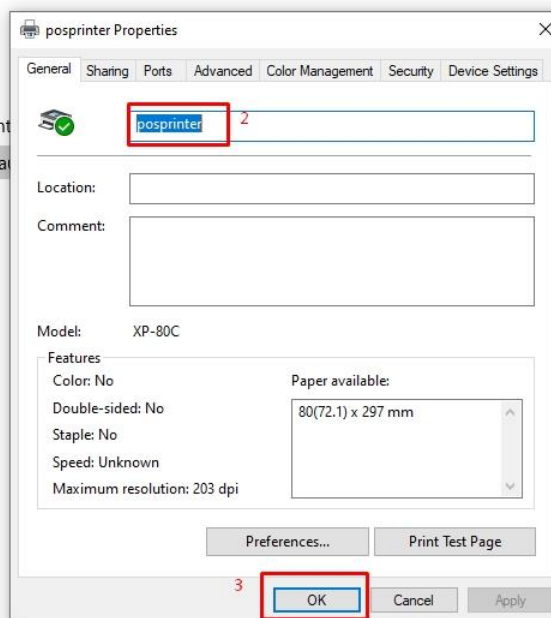 posprinter Properties
General Sharing Ports Advanced Color Management Security Device Settings
posprinter 2
Location:
Comment:
Model: XP-80C
Features
Color: No
Double-sided: No
Staple: No
Speed: Unknown
Maximum resolution: 203 dpi
Paper available:
80(72.1) x 297 mm
Preferences... Print Test Page
3
OK Cancel Apply